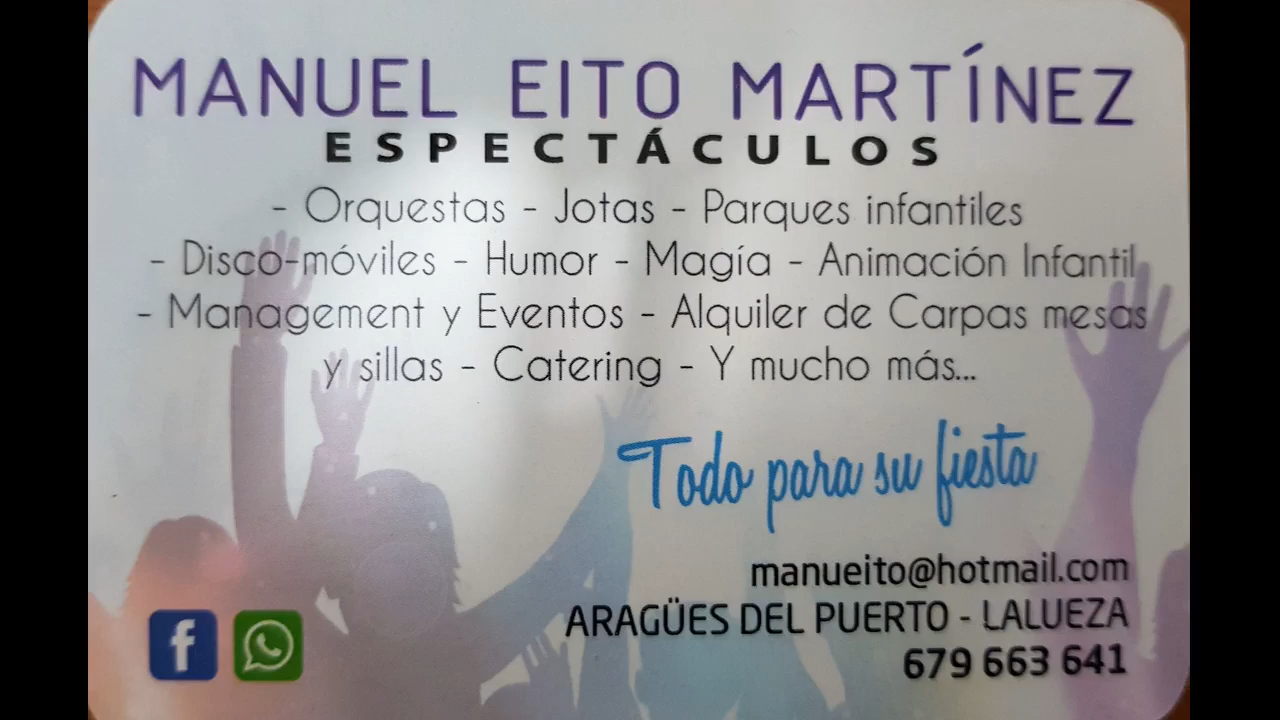 MANUEL EITO MARTÍNEZ
ESPECTÁCULOS
- Orquestas - Jotas - Parques infantiles
- Disco-móviles - Humor - Magía - Animación Infantil
- Management y Eventos - Alquiler de Carpas mesas
y sillas - Catering - Y mucho más...
Todo para su fiesta
manueito@hotmail.com
ARAGÜES DEL PUERTO - LALUEZA
679 663 641